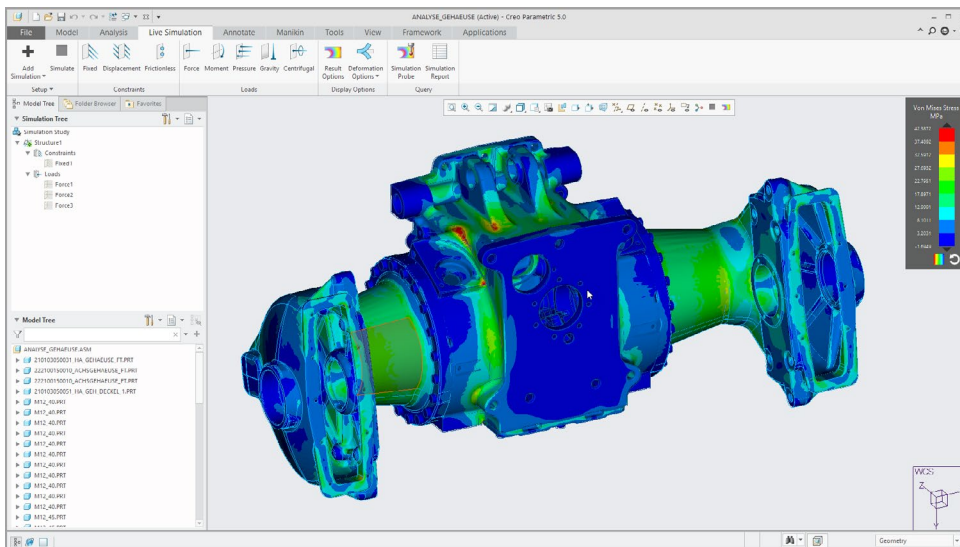 ANALYSE_GEHAEUSE (Active) - Creo Parametric 5.0
File Model Analysis Live Simulation Annotate Manikin Tools View Framework Applications
Add Simulation Simulate Fixed Displacement Frictionless Force Moment Pressure Gravity Centrifugal Result Options Deformation Options Simulation Probe Simulation Report
Setup Constraints Loads Display Options Query
Model Tree Folder Browser Favorites
Simulation Tree
Simulation Study
Structure1
Constraints
Fixed1
Loads
Force1
Force2
Force3
Von Mises Stress
MPa
Model Tree
ANALYSE_GEHAEUSE.ASM
2101030S0031_HA_GEHAEUSE_FT.PRT
222100150010_ACHSGEHAEUSE_FT.PRT
222100150010_ACHSGEHAEUSE_FT.PRT
M12_40.PRT
M12_40.PRT
M12_40.PRT
M12_40.PRT
M12_40.PRT
M12_40.PRT
M12_40.PRT
M12_40.PRT
M12_40.PRT
M12_40.PRT
WCS
Z
Y
Geometry